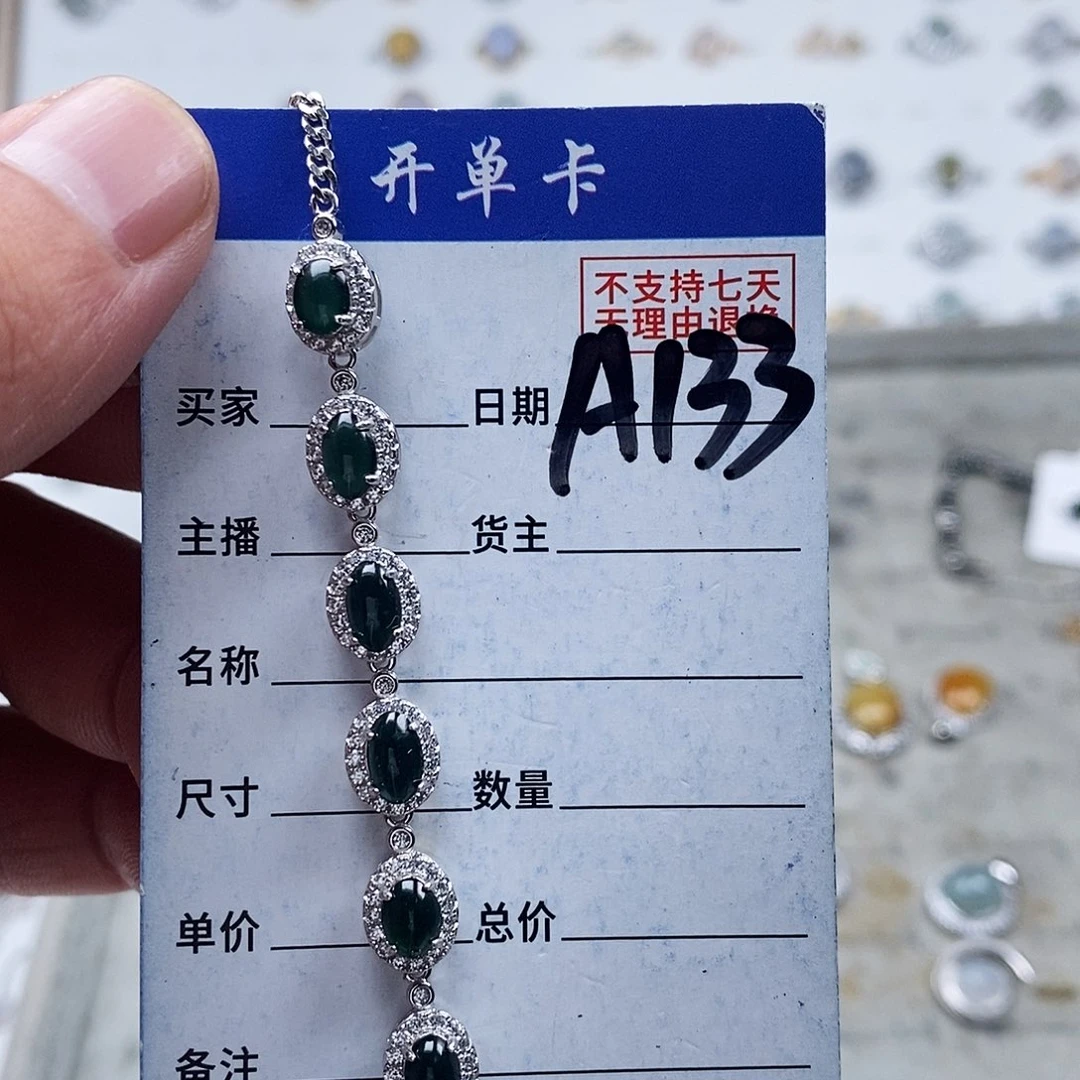 开单卡
不支持七天
无理由退换
A133
买家 日期
主播 货主
名称
尺寸 数量
单价 总价
备注